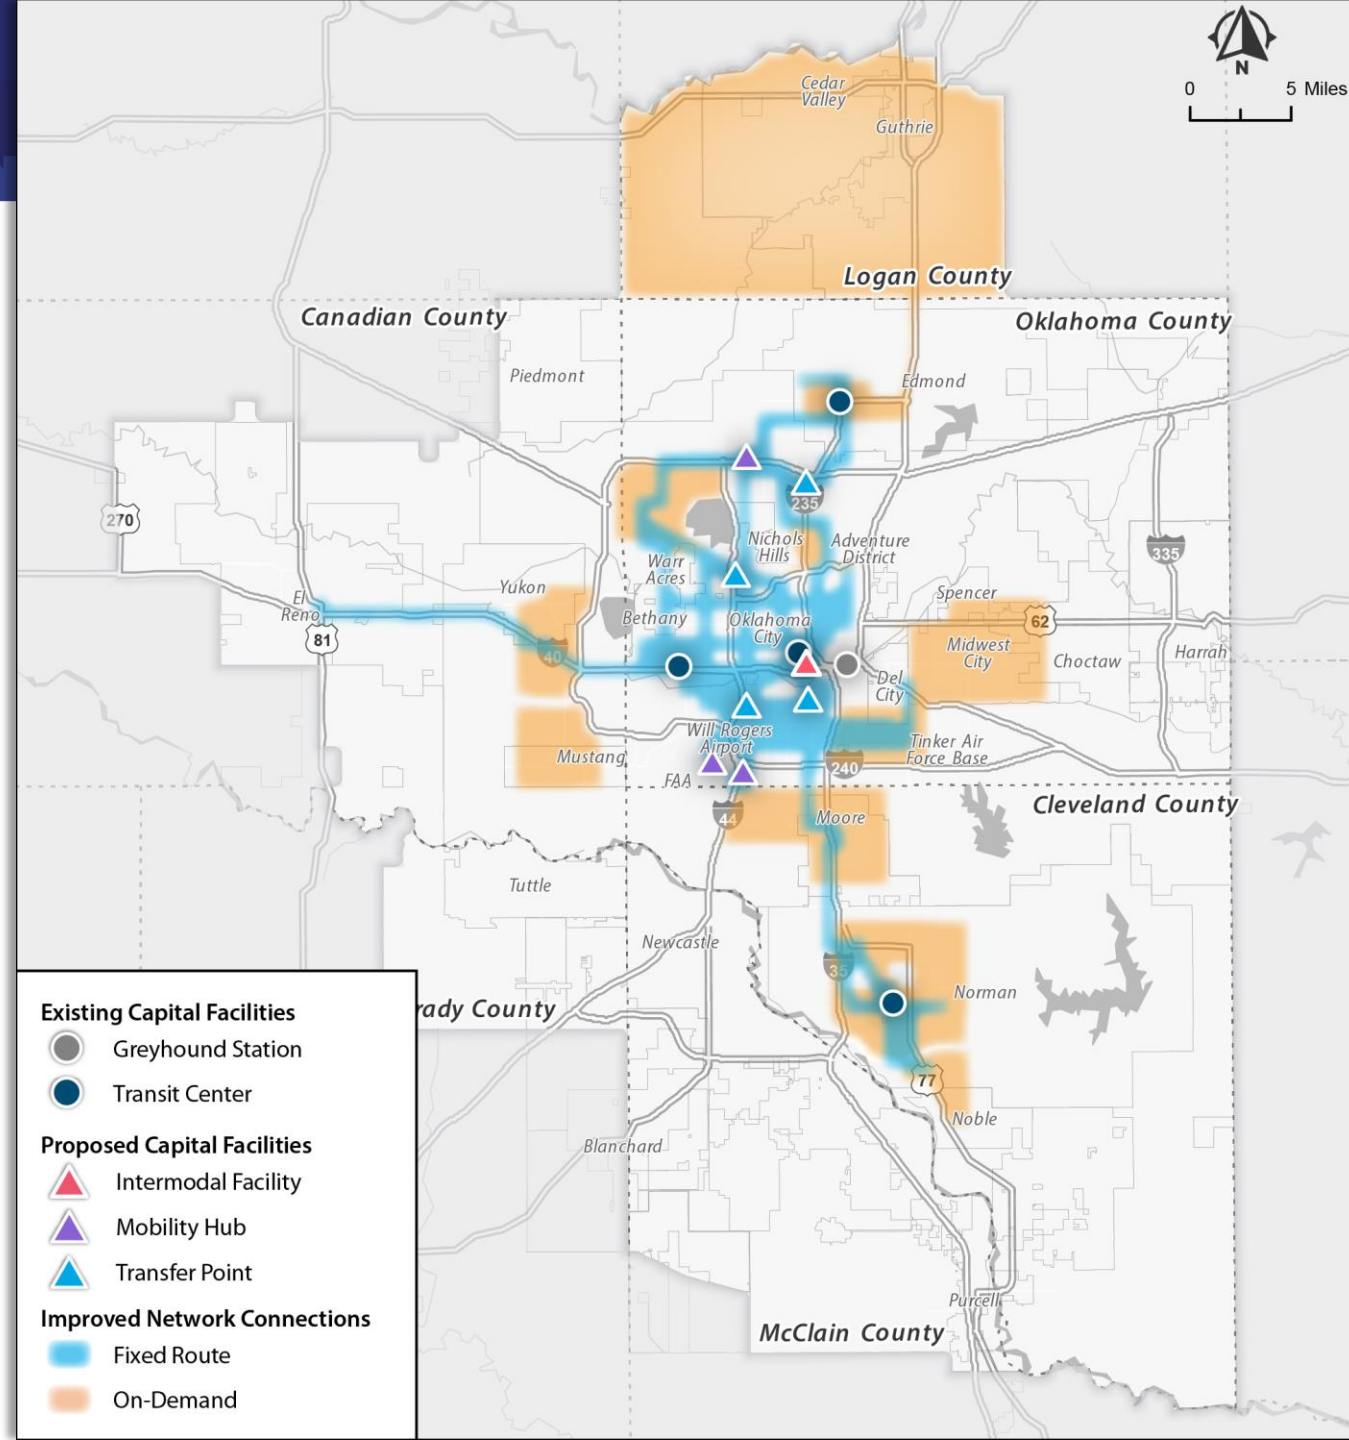 N
0 5 Miles
Cedar
Valley
Guthrie
Logan County
Canadian County
Oklahoma County
Piedmont
Edmond
235
270
Nichols
Hills
Adventure
District
335
Warr
Acres
Yukon
Spencer
El
Reno
Bethany
Oklahoma
City
62
81
40
Midwest
City
Choctaw
Harrah
Del
City
Will Rogers
Airport
Tinker Air
Force Base
Mustang
FAA
240
Cleveland County
44
Moore
Tuttle
Newcastle
35
Norman
rady County
77
Noble
Blanchard
Purcell
McClain County
Existing Capital Facilities
Greyhound Station
Transit Center
Proposed Capital Facilities
Intermodal Facility
Mobility Hub
Transfer Point
Improved Network Connections
Fixed Route
On-Demand